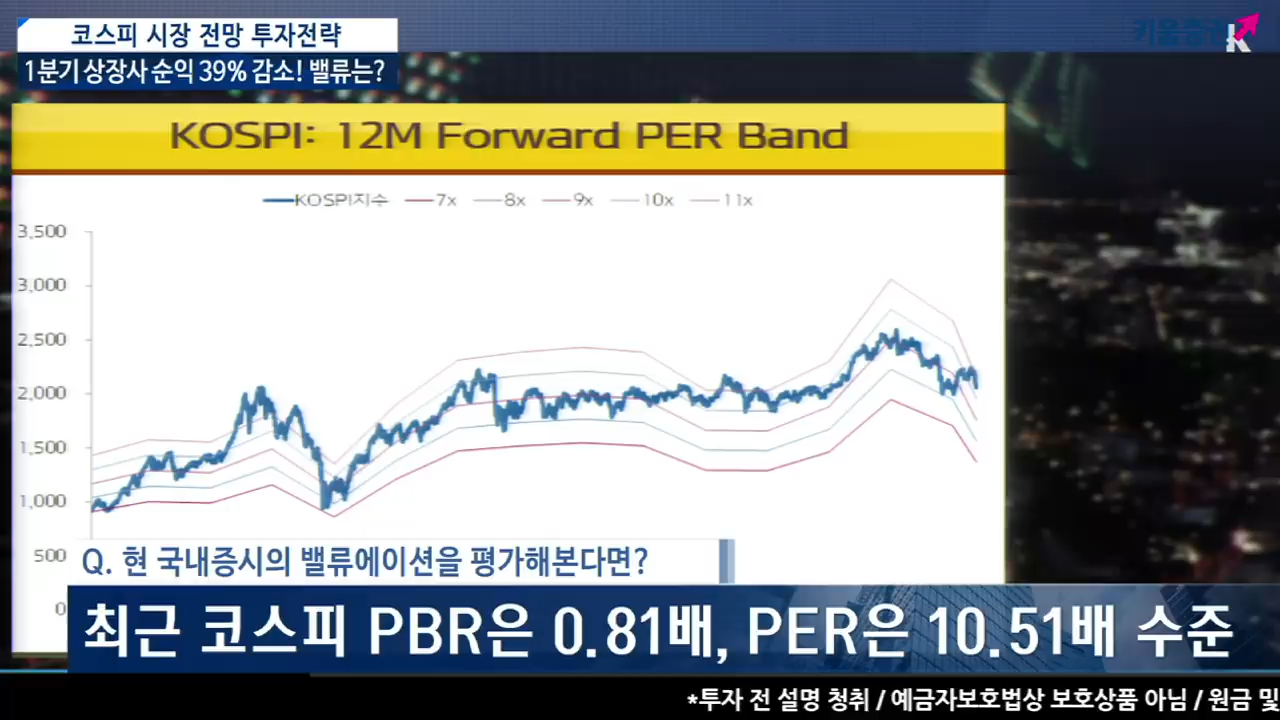 코스피 시장 전망 투자전략
키움증권
1분기 상장사 순익 39% 감소! 밸류는?
KOSPI: 12M Forward PER Band
KOSPI지수 7x 8x 9x 10x 11x
3,500
3,000
2,500
2,000
1,500
1,000
500
0
Q. 현 국내증시의 밸류에이션을 평가해본다면?
최근 코스피 PBR은 0.81배, PER은 10.51배 수준
*투자 전 설명 청취 / 예금자보호법상 보호상품 아님 / 원금 및